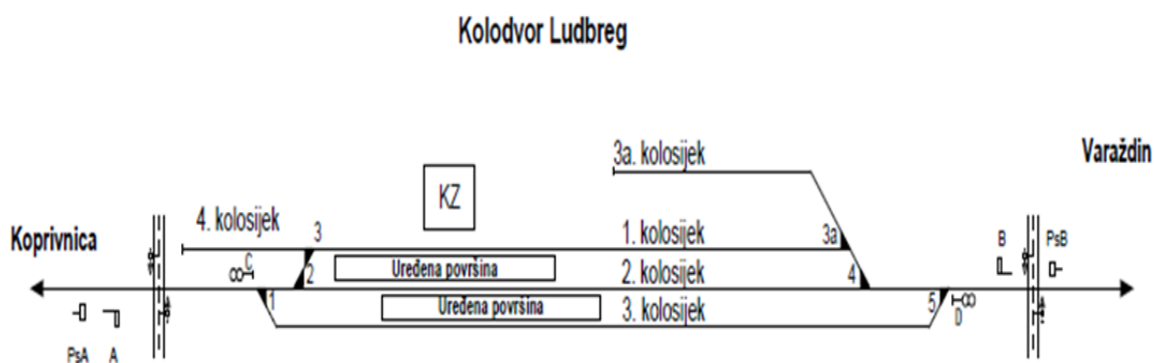 Kolodvor Ludbreg
3a. kolosijek
Varaždin
KZ
4. kolosijek
3
1. kolosijek
3a
Koprivnica
C
B
PsB
2
Uređena površina
2. kolosijek
4
1
Uređena površina
3. kolosijek
5
D
PsA
A